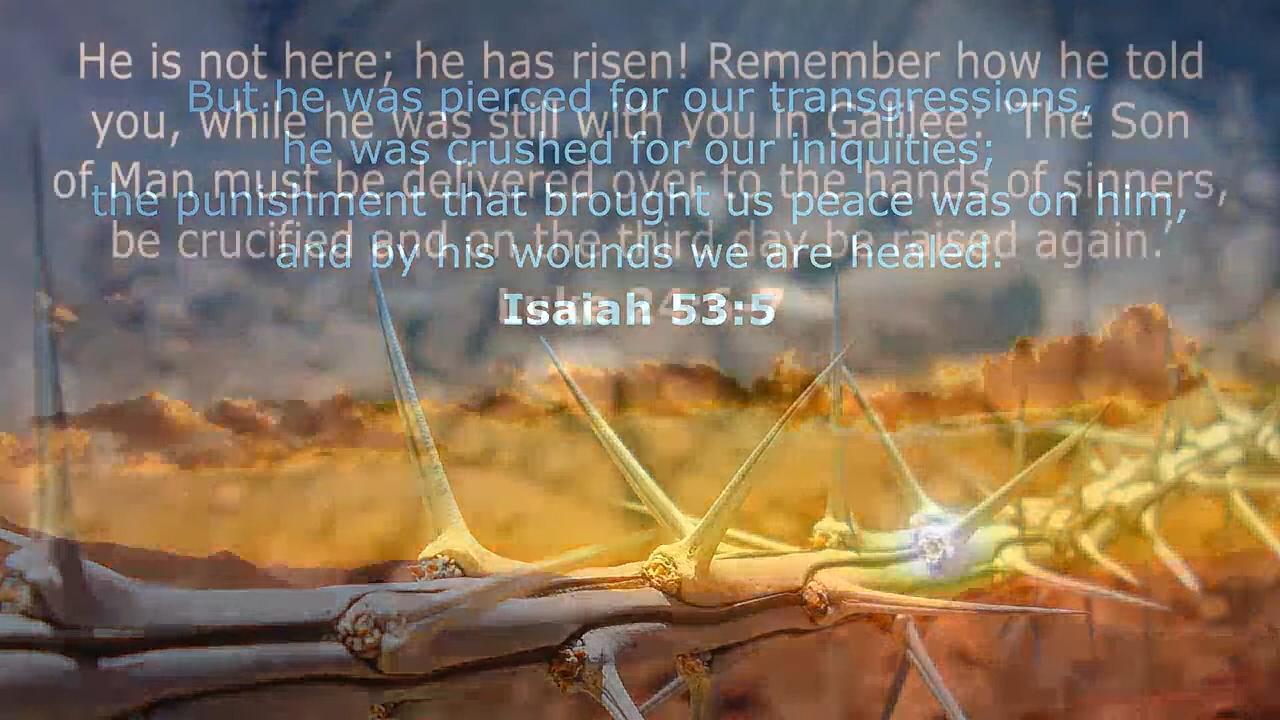 He is not here; he has risen! Remember how he told
you, while he was still with you in Galilee: 'The Son
of Man must be delivered over to the hands of sinners,
be crucified and on the third day be raised again.'
But he was pierced for our transgressions,
he was crushed for our iniquities;
the punishment that brought us peace was on him,
and by his wounds we are healed.
Isaiah 53:5